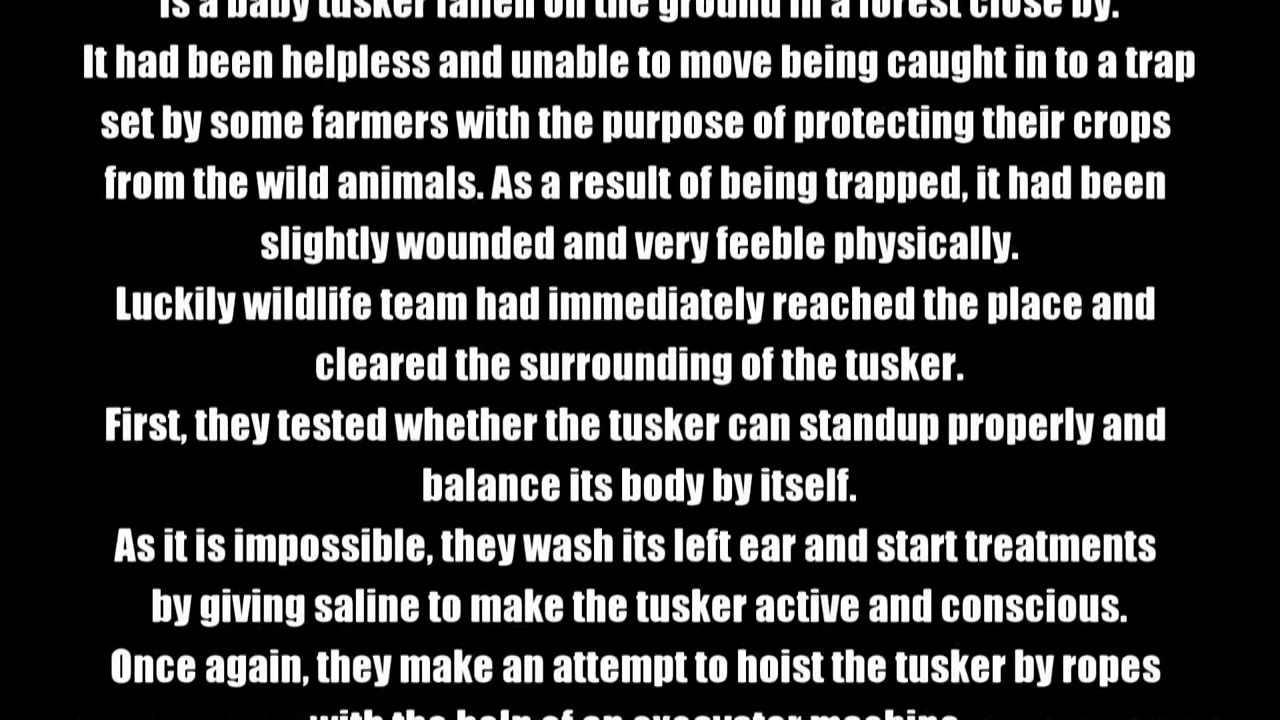 is a baby tusker fallen on the ground in a forest close by.
It had been helpless and unable to move being caught in to a trap
set by some farmers with the purpose of protecting their crops
from the wild animals. As a result of being trapped, it had been
slightly wounded and very feeble physically.
Luckily wildlife team had immediately reached the place and
cleared the surrounding of the tusker.
First, they tested whether the tusker can standup properly and
balance its body by itself.
As it is impossible, they wash its left ear and start treatments
by giving saline to make the tusker active and conscious.
Once again, they make an attempt to hoist the tusker by ropes
with the help of an excavator machine.